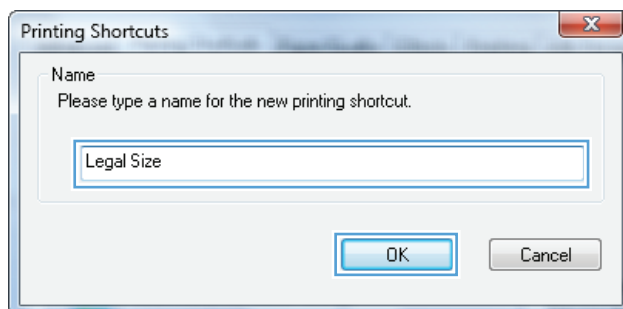 Printing Shortcuts
Name
Please type a name for the new printing shortcut.
Legal Size
OK
Cancel